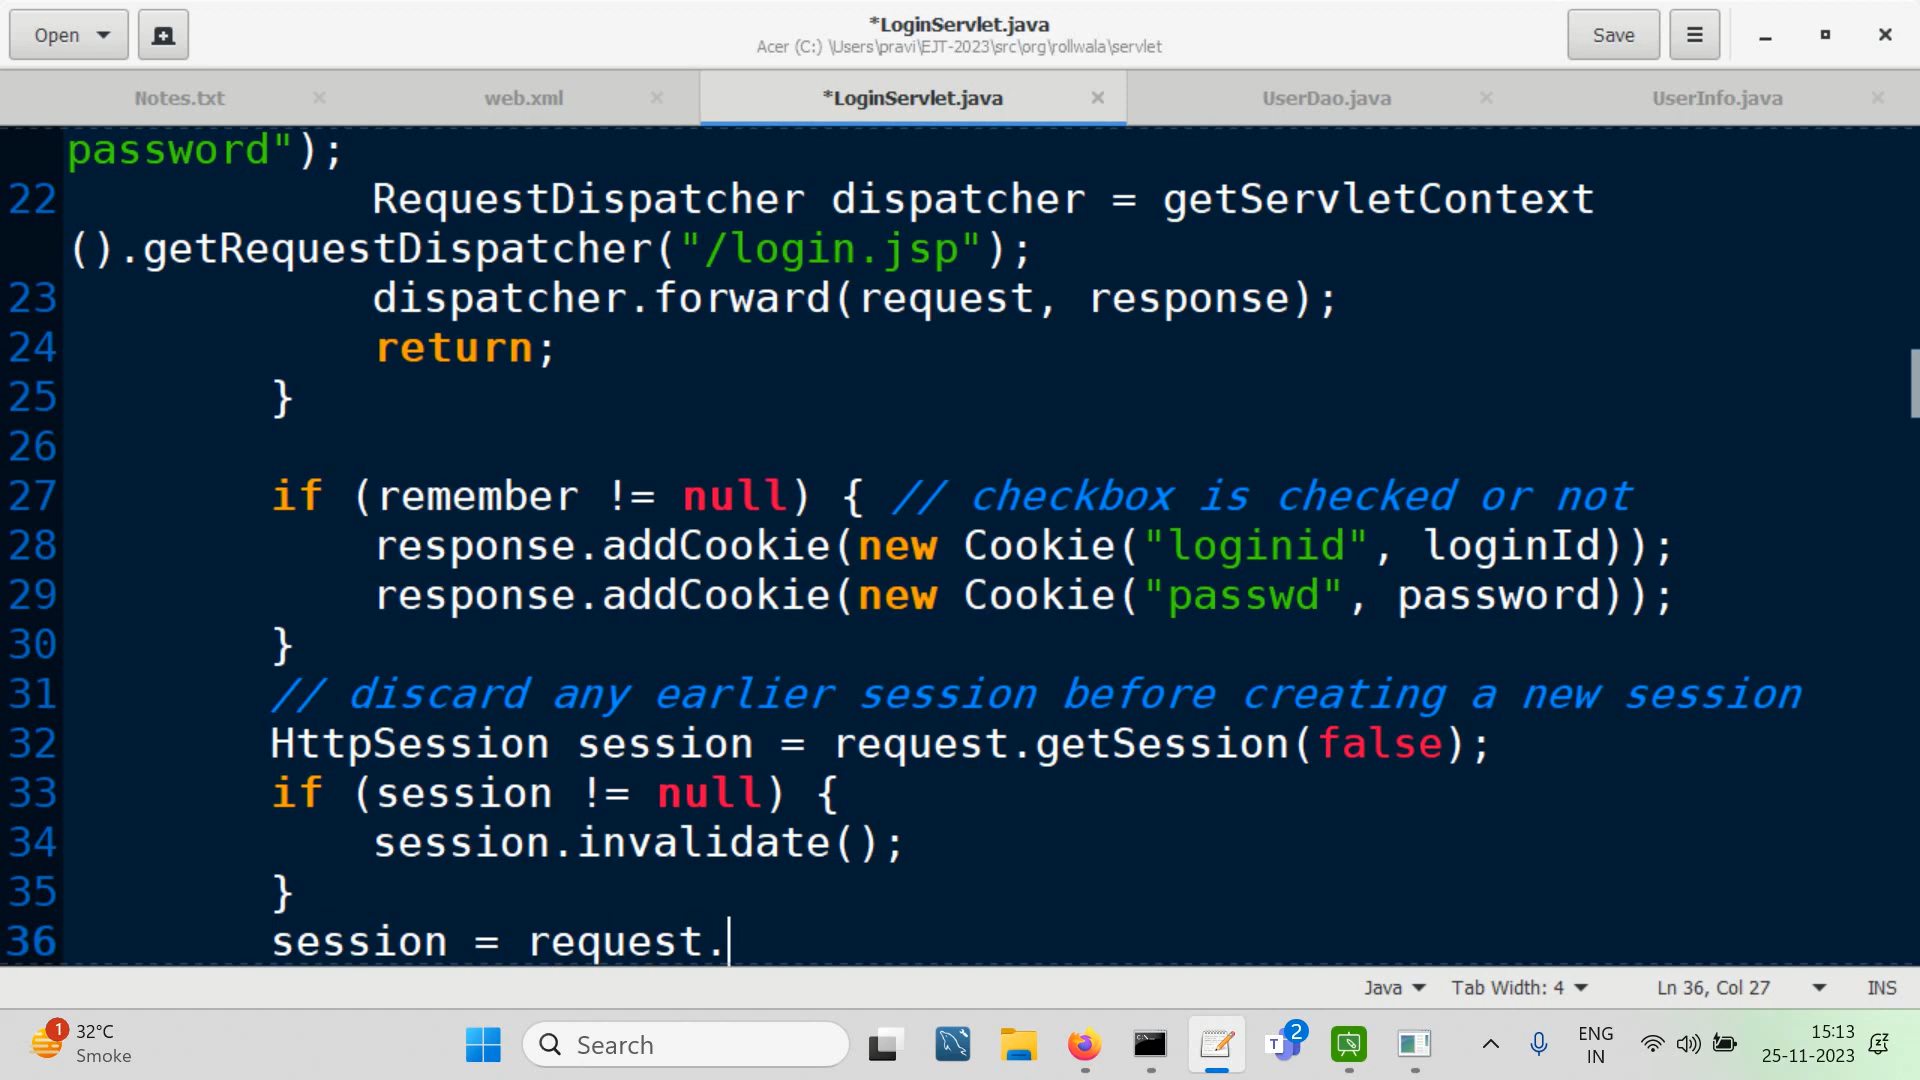 Open
*LoginServlet.java
Acer (C:) \Users\pravi\EJT-2023\src\org\rollwala\servlet
Save
Notes.txt
web.xml
*LoginServlet.java
UserDao.java
UserInfo.java
password");
22 RequestDispatcher dispatcher = getServletContext
().getRequestDispatcher("/login.jsp");
23 dispatcher.forward(request, response);
24 return;
25 }
26
27 if (remember != null) { // checkbox is checked or not
28 response.addCookie(new Cookie("loginid", loginId));
29 response.addCookie(new Cookie("passwd", password));
30 }
31 // discard any earlier session before creating a new session
32 HttpSession session = request.getSession(false);
33 if (session != null) {
34 session.invalidate();
35 }
36 session = request.
Java
Tab Width: 4
Ln 36, Col 27
INS
1
32°C
Smoke
Search
T
2
ENG
IN
15:13
25-11-2023